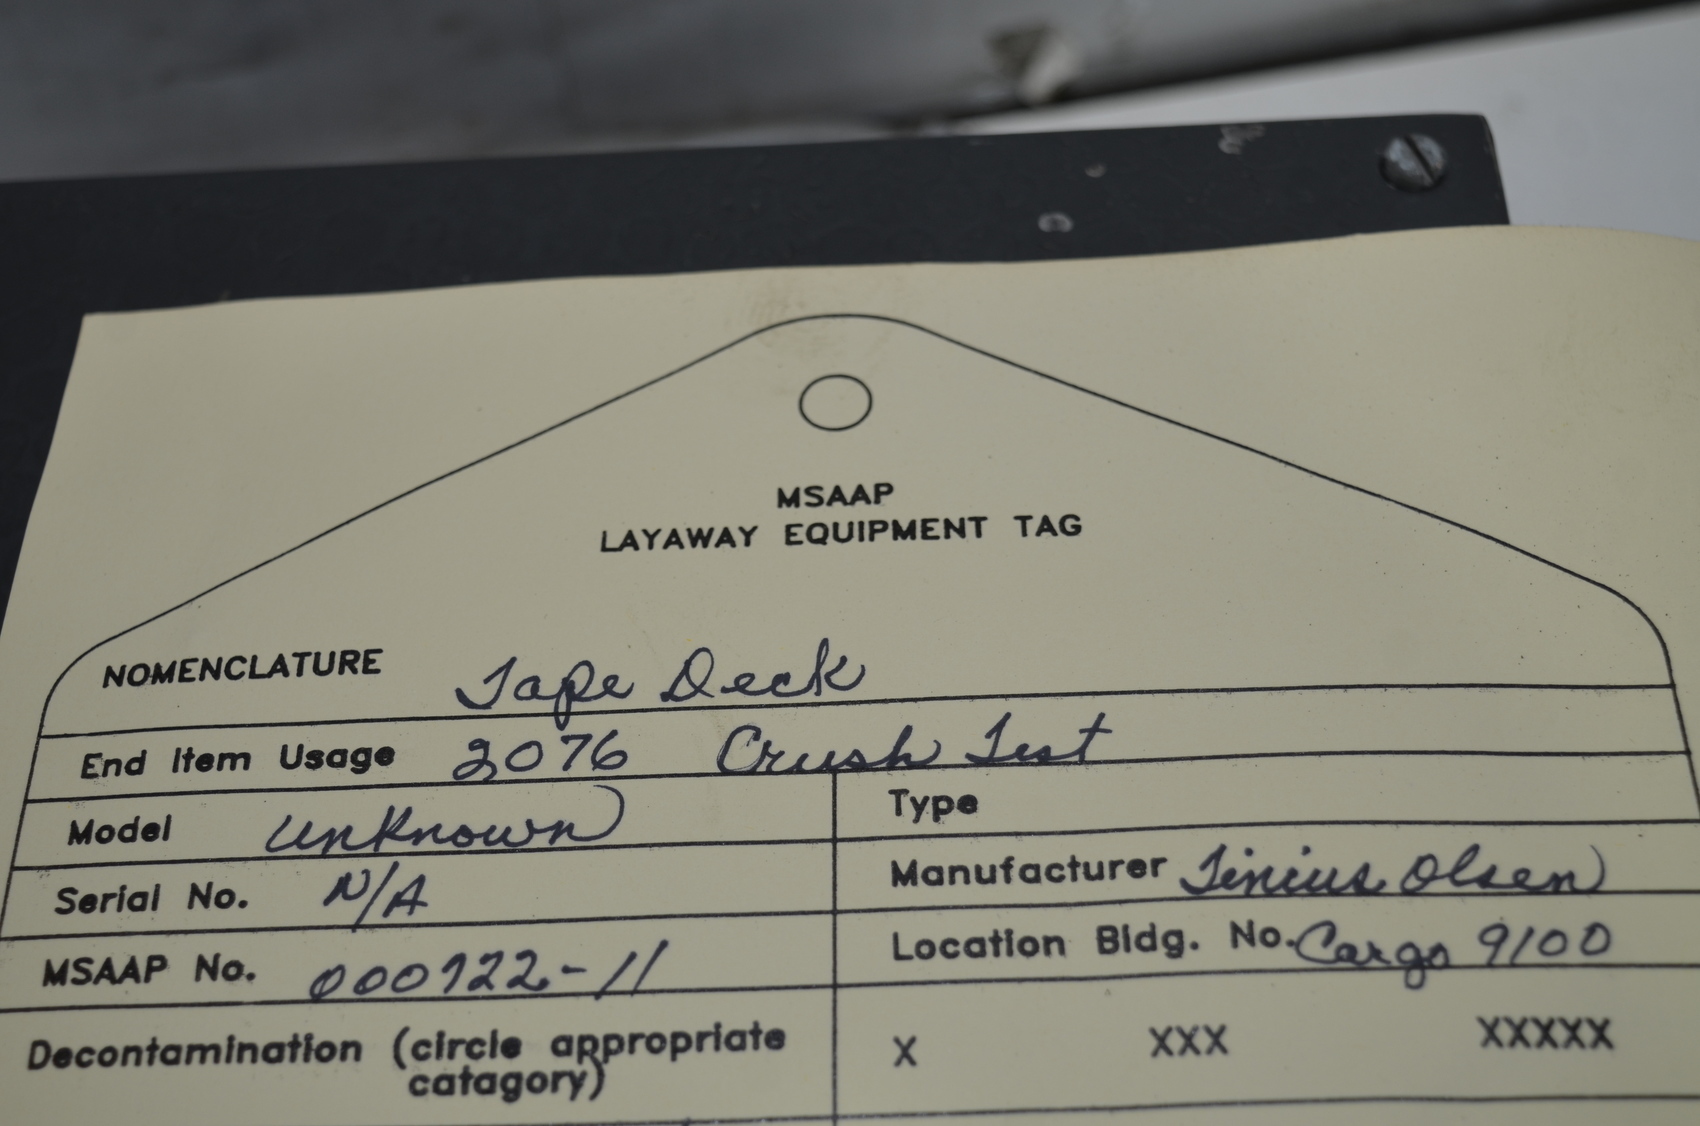 MSAAP
LAYAWAY EQUIPMENT TAG
NOMENCLATURE Tape Deck
End Item Usage 2076 Crush Test
Model Unknown
Type
Serial No. N/A
Manufacturer Tinius Olsen
MSAAP No. 000722-11
Location Bldg. No. Cargo 9100
Decontamination (circle appropriate
catagory)
X XXX XXXXX